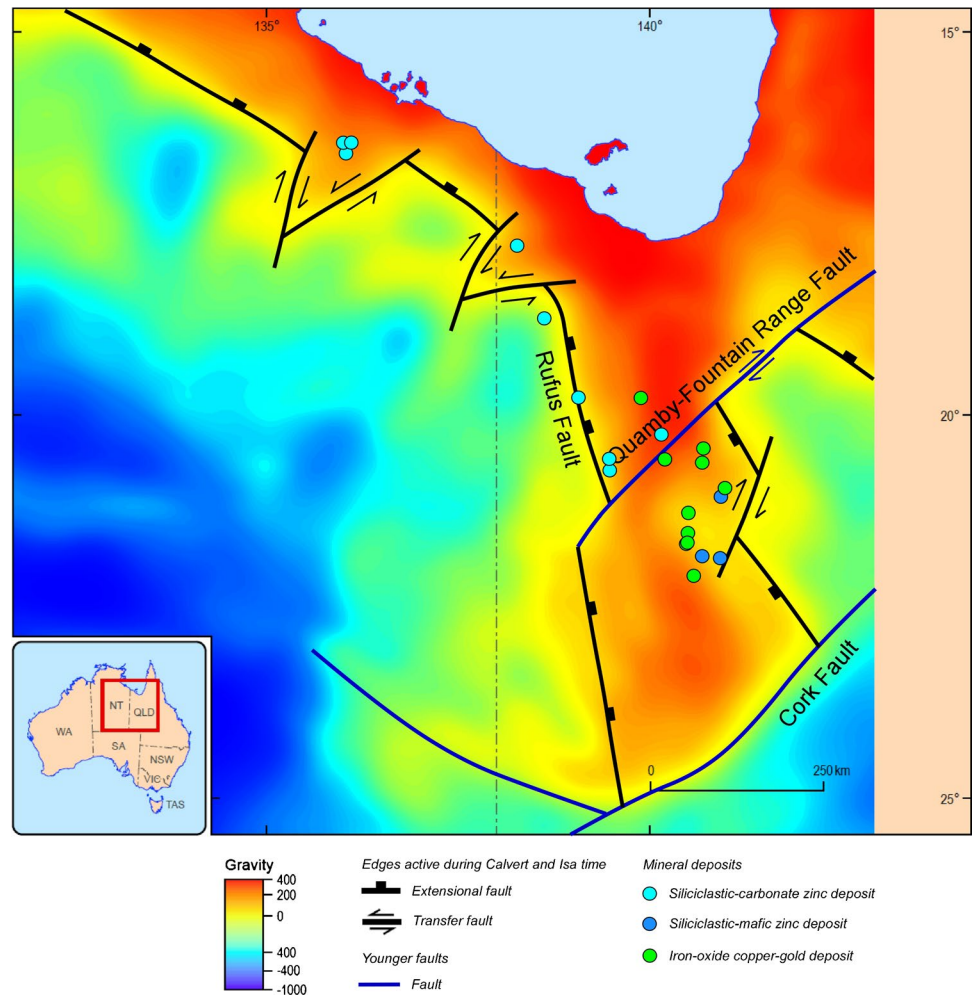 135°
140°
15°
20°
25°
Rufus Fault
Quamby-Fountain Range Fault
Cork Fault
0
250 km
WA
NT
QLD
SA
NSW
VIC
TAS
Gravity
400
200
0
400
-400
-1000
Edges active during Calvert and Isa time
Extensional fault
Transfer fault
Younger faults
Fault
Mineral deposits
Siliciclastic-carbonate zinc deposit
Siliciclastic-mafic zinc deposit
Iron-oxide copper-gold deposit